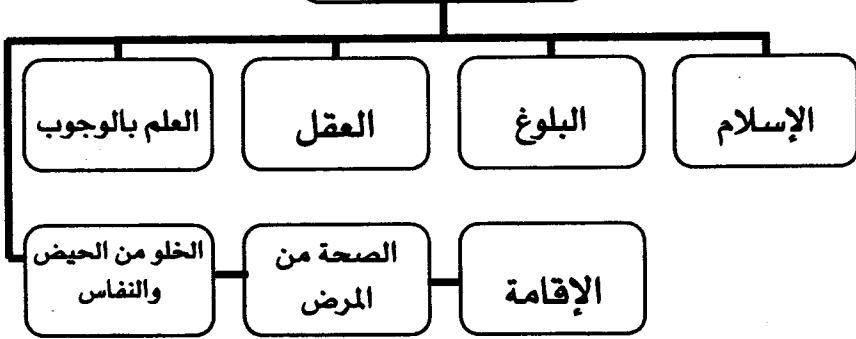 الإسلام
البلوغ
العقل
العلم بالوجوب
الإقامة
الصحة من
المرض
الخلو من الحيض
والنفاس